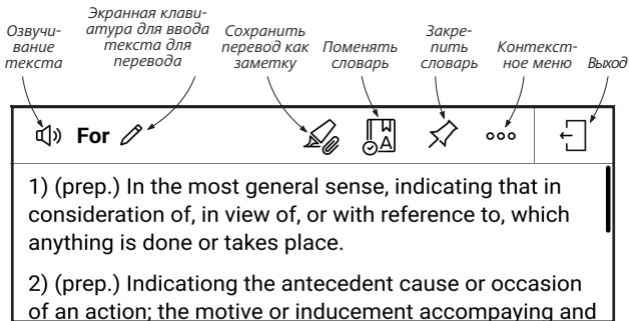 Озвучи-
вание
текста
Экранная клави-
атура для ввода
текста для
перевода
Сохранить
перевод как
заметку
Поменять
словарь
Закре-
пить
словарь
Контекст-
ное меню
Выход
For
1) (prep.) In the most general sense, indicating that in
consideration of, in view of, or with reference to, which
anything is done or takes place.
2) (prep.) Indicationg the antecedent cause or occasion
of an action; the motive or inducement accompaying and